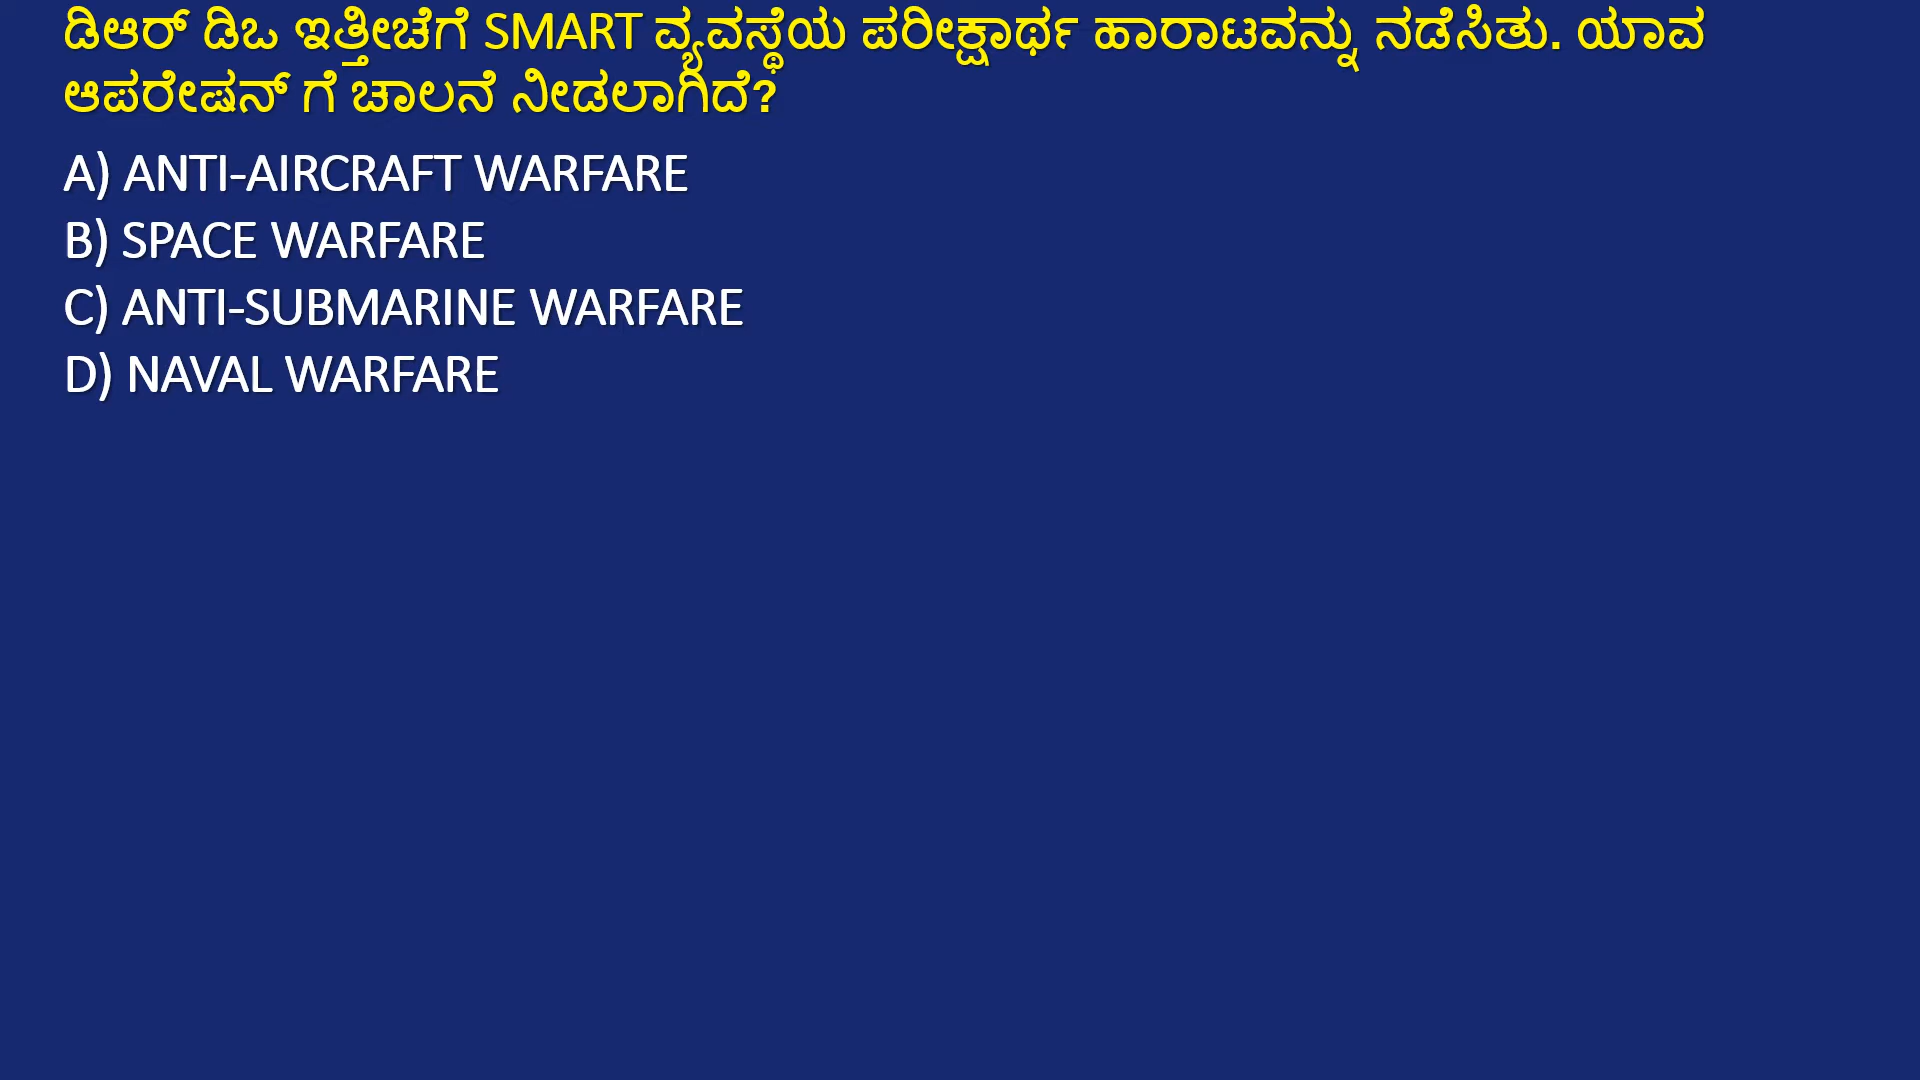 ಡಿಆರ್ ಡಿಒ ಇತ್ತೀಚೆಗೆ SMART ವ್ಯವಸ್ಥೆಯ ಪರೀಕ್ಷಾರ್ಥ ಹಾರಾಟವನ್ನು ನಡೆಸಿತು. ಯಾವ
ಆಪರೇಷನ್ ಗೆ ಚಾಲನೆ ನೀಡಲಾಗಿದೆ?
A) ANTI-AIRCRAFT WARFARE
B) SPACE WARFARE
C) ANTI-SUBMARINE WARFARE
D) NAVAL WARFARE